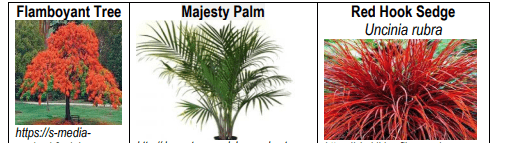 Flamboyant Tree
Majesty Palm
Red Hook Sedge
Uncinia rubra
https://s-media-